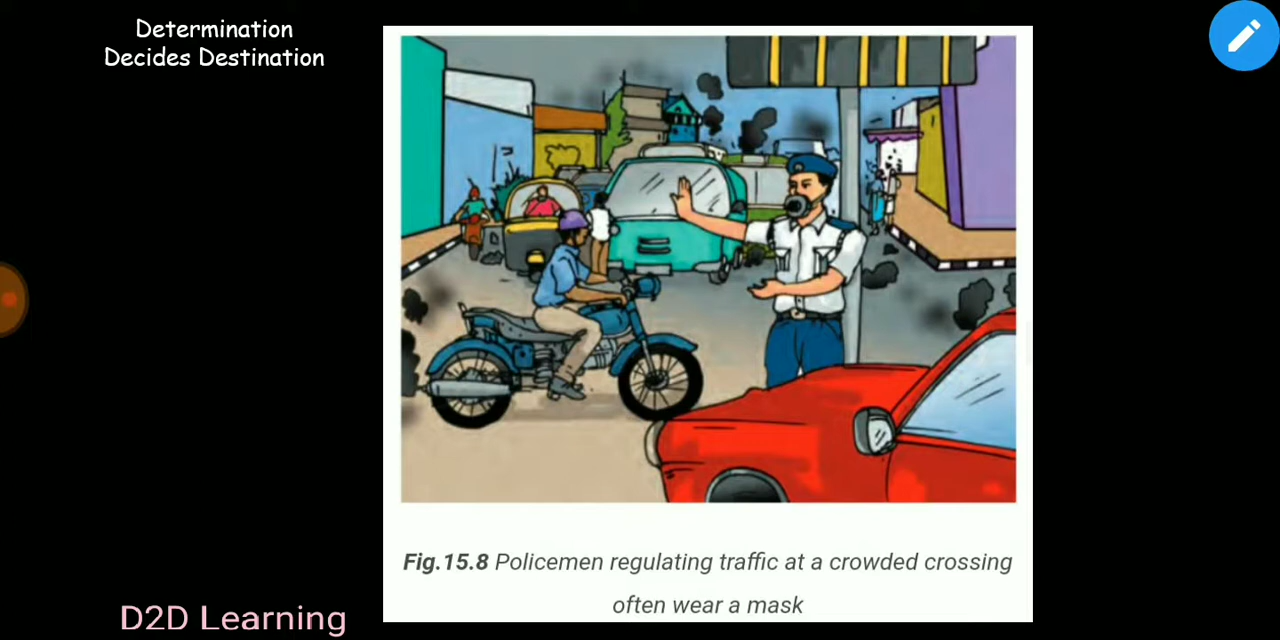 Determination
Decides Destination
Fig.15.8 Policemen regulating traffic at a crowded crossing
often wear a mask
D2D Learning